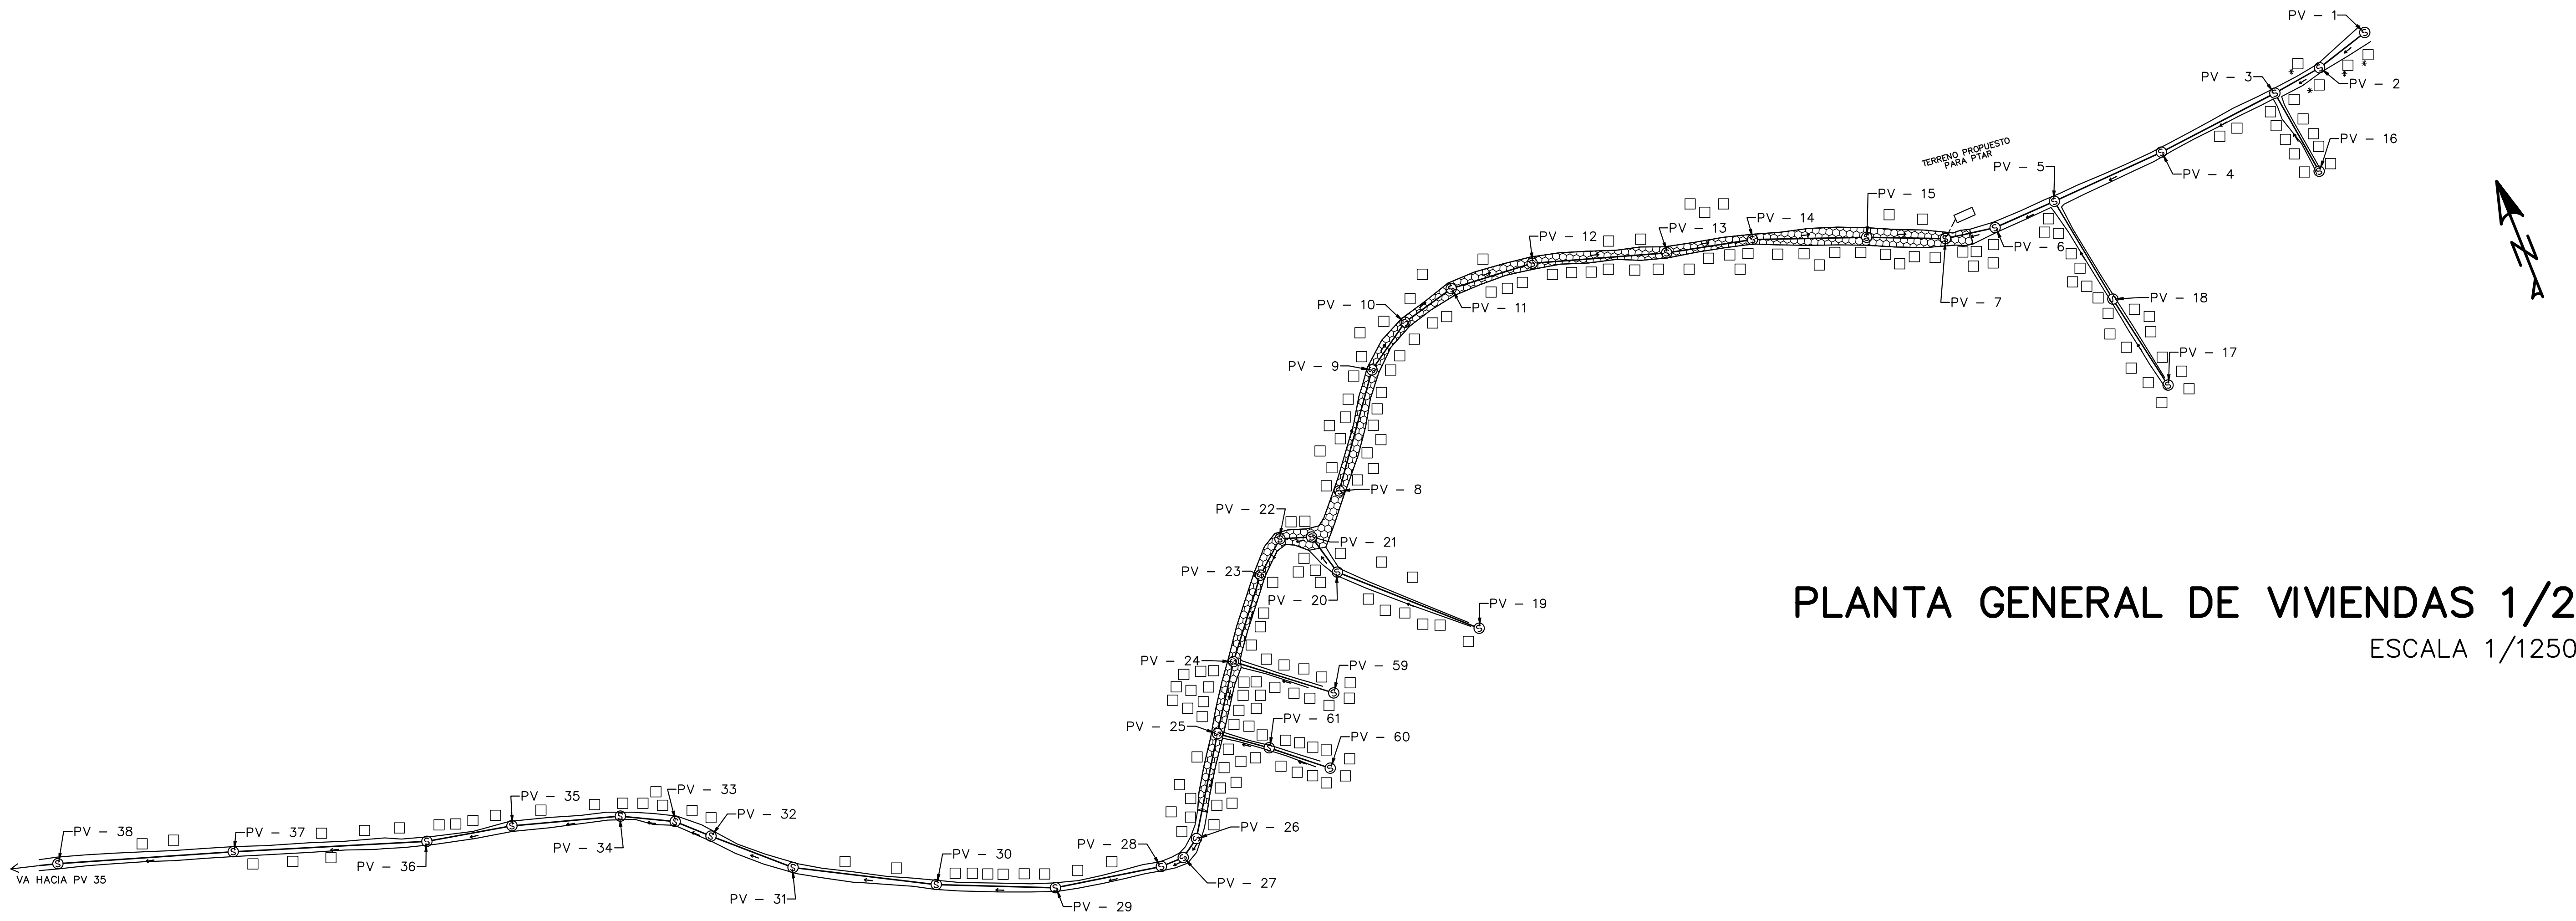 PV - 1
PV - 3
PV - 2
PV - 16
TERRENO PROPUESTO
PARA PTAR
PV - 5
PV - 4
PV - 15
PV - 14
PV - 13
PV - 12
PV - 6
PV - 7
PV - 18
PV - 10
PV - 11
PV - 17
PV - 9
PV - 8
PV - 22
PV - 21
PV - 23
PV - 20
PV - 19
PLANTA GENERAL DE VIVIENDAS 1/2
ESCALA 1/1250
PV - 24
PV - 59
PV - 61
PV - 25
PV - 60
PV - 33
PV - 35
PV - 32
PV - 26
PV - 38
PV - 37
PV - 34
PV - 28
PV - 30
PV - 36
VA HACIA PV 35
PV - 27
PV - 31
PV - 29
N